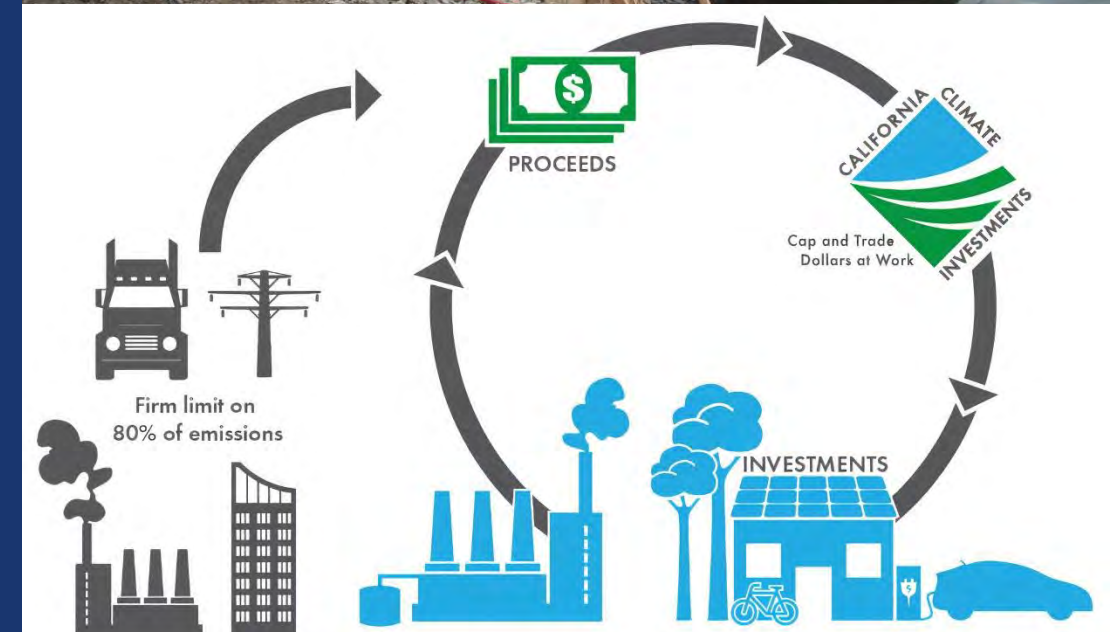 $
PROCEEDS
CALIFORNIA
CLIMATE
INVESTMENTS
Cap and Trade
Dollars at Work
Firm limit on
80% of emissions
INVESTMENTS